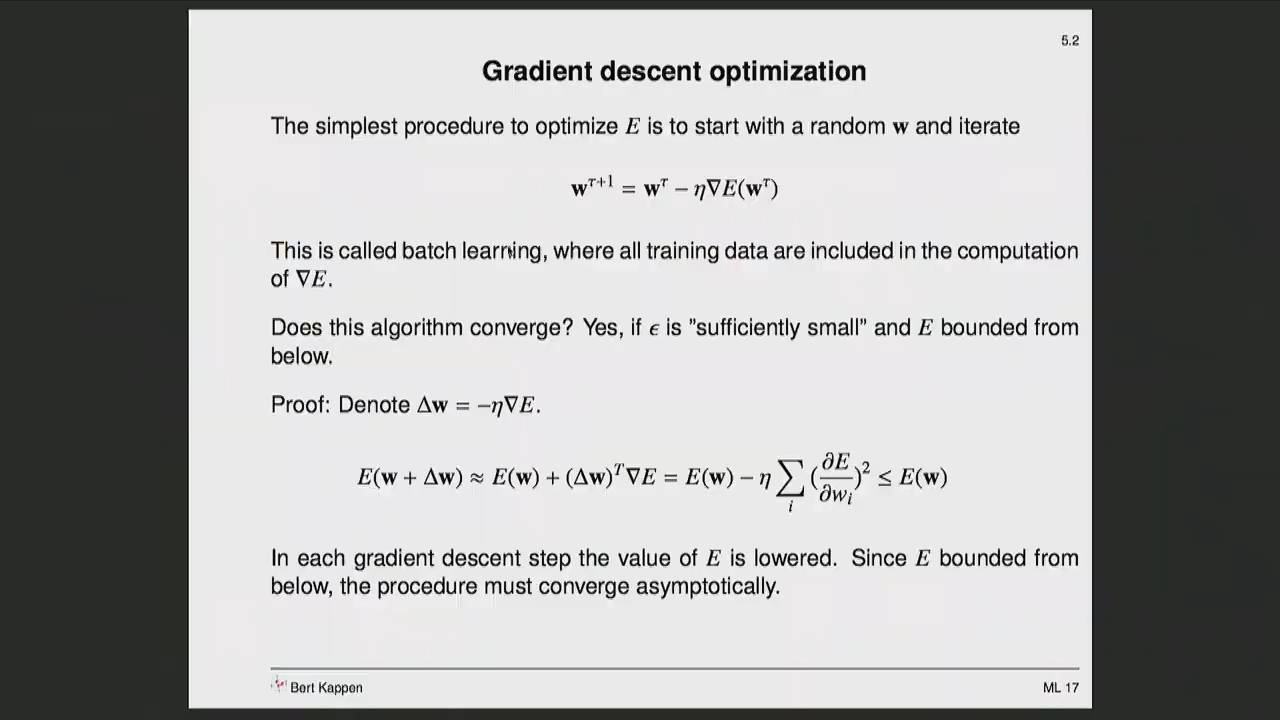 5.2
Gradient descent optimization
The simplest procedure to optimize E is to start with a random w and iterate
w^{τ+1} = w^τ − η∇E(w^τ)
This is called batch learning, where all training data are included in the computation
of ∇E.
Does this algorithm converge? Yes, if ϵ is ”sufficiently small” and E bounded from
below.
Proof: Denote Δw = −η∇E.
E(w + Δw) ≈ E(w) + (Δw)^T ∇E = E(w) − η ∑_i (∂E/∂w_i)^2 ≤ E(w)
In each gradient descent step the value of E is lowered. Since E bounded from
below, the procedure must converge asymptotically.
Bert Kappen
ML 17